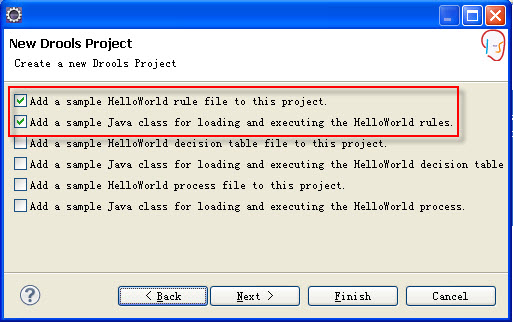 New Drools Project
Create a new Drools Project
Add a sample HelloWorld rule file to this project.
Add a sample Java class for loading and executing the HelloWorld rules.
Add a sample HelloWorld decision table file to this project.
Add a sample Java class for loading and executing the HelloWorld decision table
Add a sample HelloWorld process file to this project.
Add a sample Java class for loading and executing the HelloWorld process.
?
< Back
Next >
Finish
Cancel